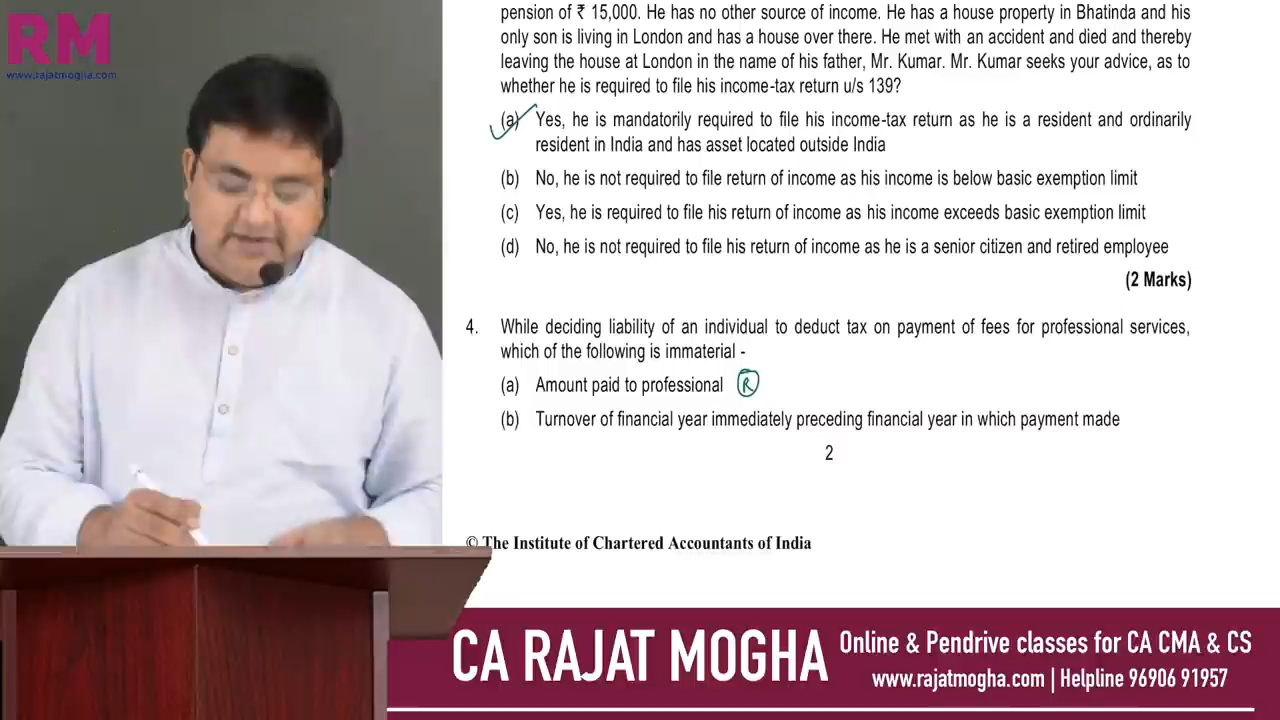 RM
www.rajatmogha.com
pension of ₹ 15,000. He has no other source of income. He has a house property in Bhatinda and his
only son is living in London and has a house over there. He met with an accident and died and thereby
leaving the house at London in the name of his father, Mr. Kumar. Mr. Kumar seeks your advice, as to
whether he is required to file his income-tax return u/s 139?
(a) Yes, he is mandatorily required to file his income-tax return as he is a resident and ordinarily
resident in India and has asset located outside India
(b) No, he is not required to file return of income as his income is below basic exemption limit
(c) Yes, he is required to file his return of income as his income exceeds basic exemption limit
(d) No, he is not required to file his return of income as he is a senior citizen and retired employee
(2 Marks)
4. While deciding liability of an individual to deduct tax on payment of fees for professional services,
which of the following is immaterial -
(a) Amount paid to professional R
(b) Turnover of financial year immediately preceding financial year in which payment made
2
© The Institute of Chartered Accountants of India
CA RAJAT MOGHA
Online & Pendrive classes for CA CMA & CS
www.rajatmogha.com | Helpline 96906 91957